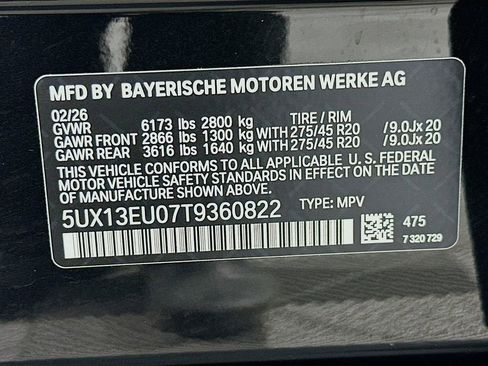 MFD BY BAYERISCHE MOTOREN WERKE AG
02/26
GVWR 6173 lbs 2800 kg TIRE / RIM
GAWR FRONT 2866 lbs 1300 kg WITH 275/45 R20 /9.0Jx20
GAWR REAR 3616 lbs 1640 kg WITH 275/45 R20 /9.0Jx20
THIS VEHICLE CONFORMS TO ALL APPLICABLE U. S. FEDERAL
MOTOR VEHICLE SAFETY STANDARDS IN EFFECT ON THE
DATE OF MANUFACTURE SHOWN ABOVE.
5UX13EU07T9360822 TYPE: MPV
475
7 320 729